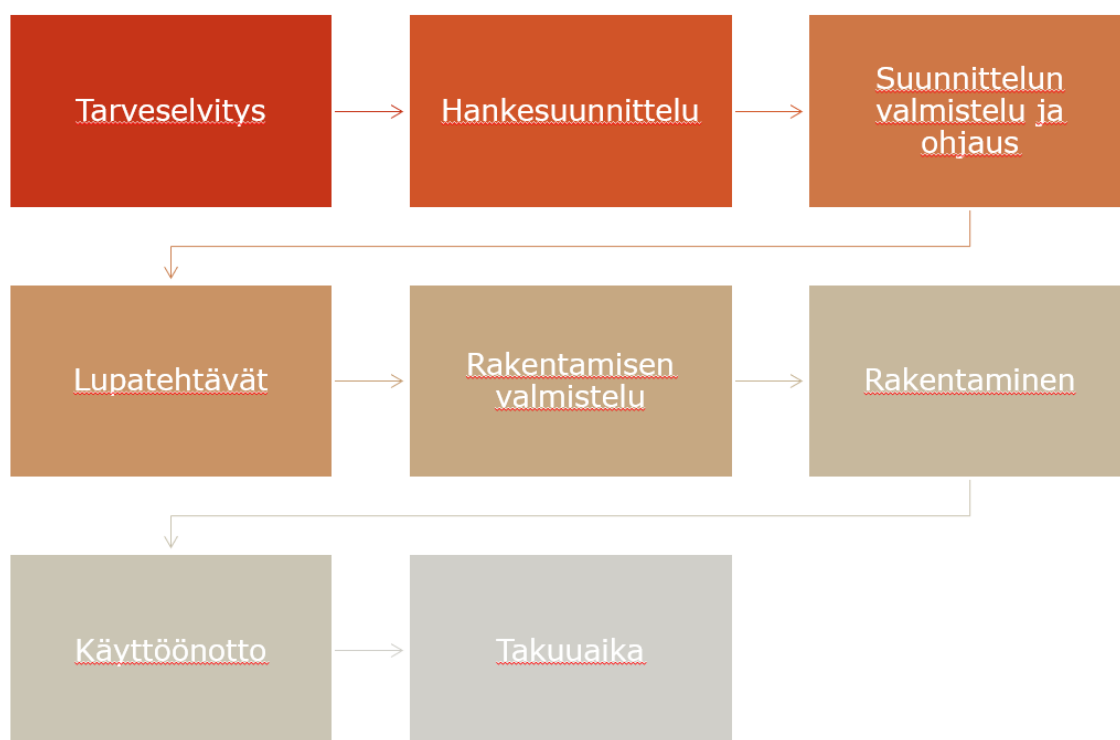 Tarveselvitys
Hankesuunnittelu
Suunnittelun
valmistelu ja
ohjaus
Lupatehtävät
Rakentamisen
valmistelu
Rakentaminen
Käyttöönotto
Takuuaika